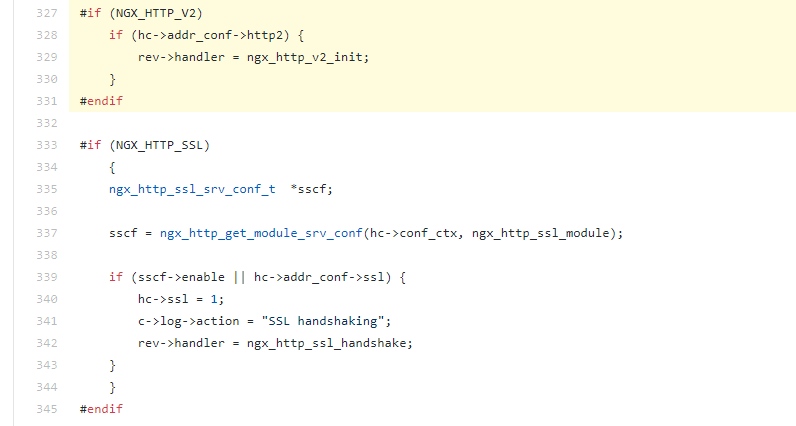 327 #if (NGX_HTTP_V2)
328     if (hc->addr_conf->http2) {
329         rev->handler = ngx_http_v2_init;
330     }
331 #endif
332
333 #if (NGX_HTTP_SSL)
334     {
335     ngx_http_ssl_srv_conf_t  *sscf;
336
337     sscf = ngx_http_get_module_srv_conf(hc->conf_ctx, ngx_http_ssl_module);
338
339     if (sscf->enable || hc->addr_conf->ssl) {
340         hc->ssl = 1;
341         c->log->action = "SSL handshaking";
342         rev->handler = ngx_http_ssl_handshake;
343     }
344     }
345 #endif